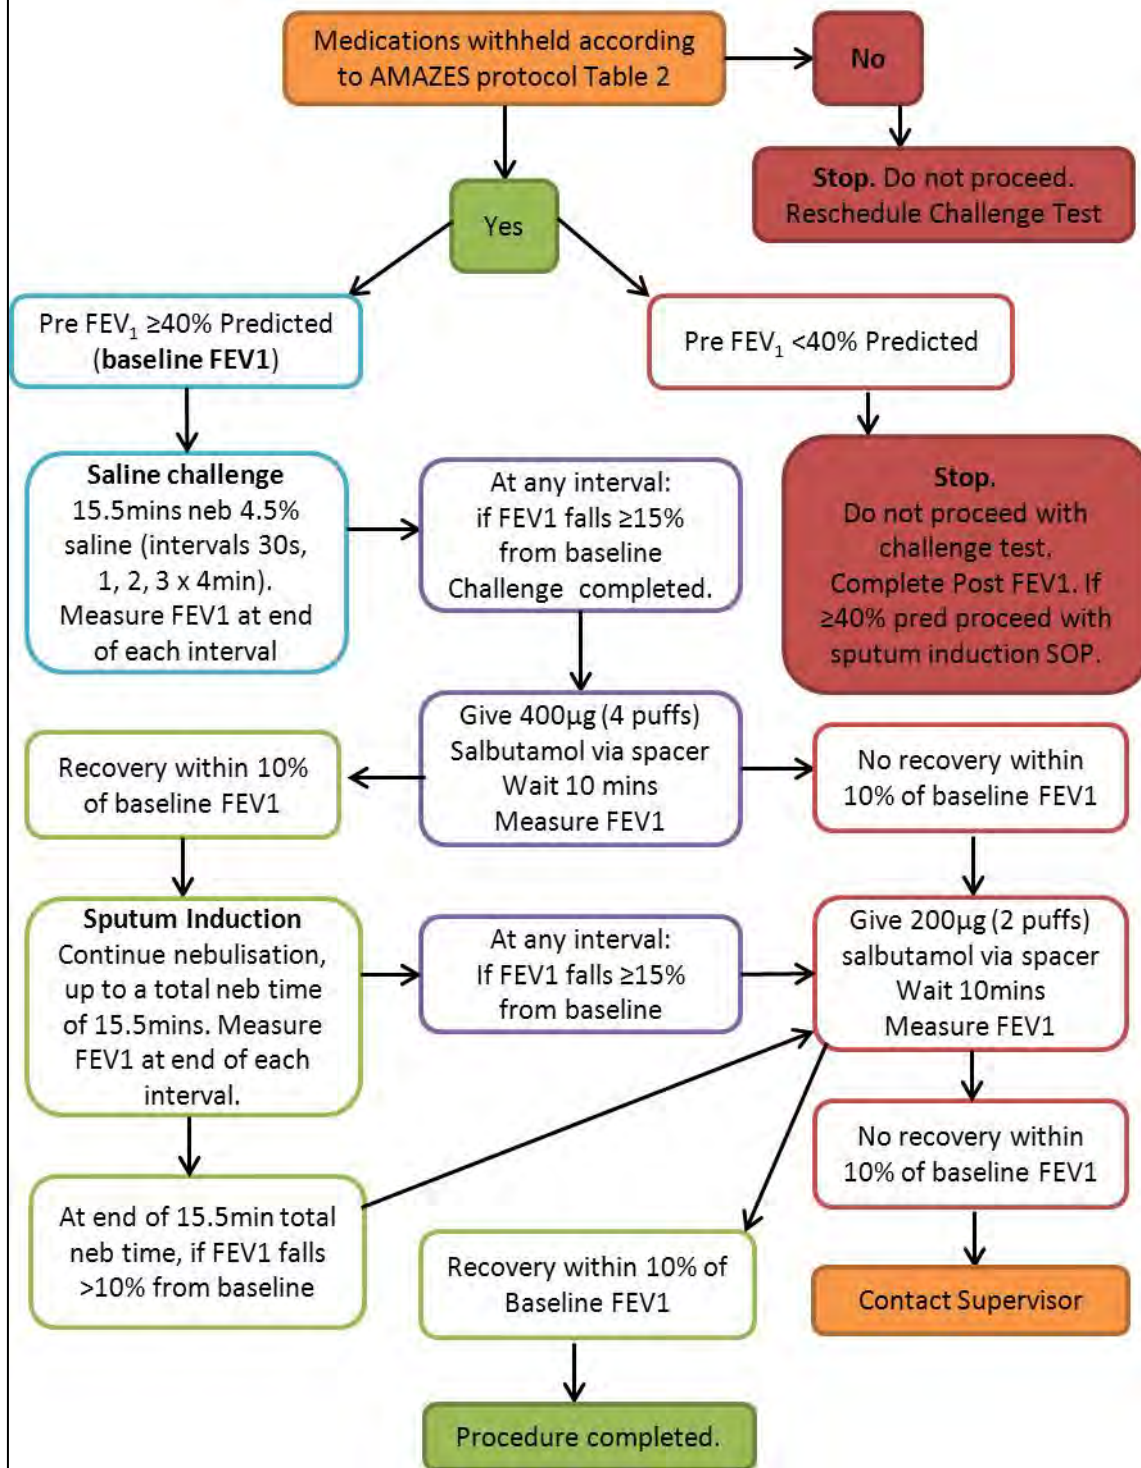 Medications withheld according
to AMAZES protocol Table 2
No
Stop. Do not proceed.
Reschedule Challenge Test
Yes
Pre FEV₁ ≥40% Predicted
(baseline FEV1)
Pre FEV₁ <40% Predicted
Saline challenge
15.5mins neb 4.5%
saline (intervals 30s,
1, 2, 3 x 4min).
Measure FEV1 at end
of each interval
At any interval:
if FEV1 falls ≥15%
from baseline
Challenge completed.
Stop.
Do not proceed with
challenge test.
Complete Post FEV1. If
≥40% pred proceed with
sputum induction SOP.
Give 400µg (4 puffs)
Salbutamol via spacer
Wait 10 mins
Measure FEV1
Recovery within 10%
of baseline FEV1
No recovery within
10% of baseline FEV1
Sputum Induction
Continue nebulisation,
up to a total neb time
of 15.5mins. Measure
FEV1 at end of each
interval.
At any interval:
If FEV1 falls ≥15%
from baseline
Give 200µg (2 puffs)
salbutamol via spacer
Wait 10mins
Measure FEV1
No recovery within
10% of baseline FEV1
At end of 15.5min total
neb time, if FEV1 falls
>10% from baseline
Recovery within 10% of
Baseline FEV1
Contact Supervisor
Procedure completed.